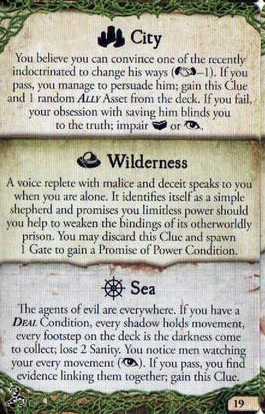 City
You believe you can convince one of the recently
indoctrinated to change his ways (–1). If you
pass, you manage to persuade him; gain this Clue
and 1 random ALLY Asset from the deck. If you fail,
your obsession with saving him blinds you
to the truth; impair or .
Wilderness
A voice replete with malice and deceit speaks to you
when you are alone. It identifies itself as a simple
shepherd and promises you limitless power should
you help to weaken the bindings of its otherworldly
prison. You may discard this Clue and spawn
1 Gate to gain a Promise of Power Condition.
Sea
The agents of evil are everywhere. If you have a
DEAL Condition, every shadow holds movement,
every footstep on the deck is the darkness come
to collect; lose 2 Sanity. You notice men watching
your every movement (). If you pass, you find
evidence linking them together; gain this Clue.
19